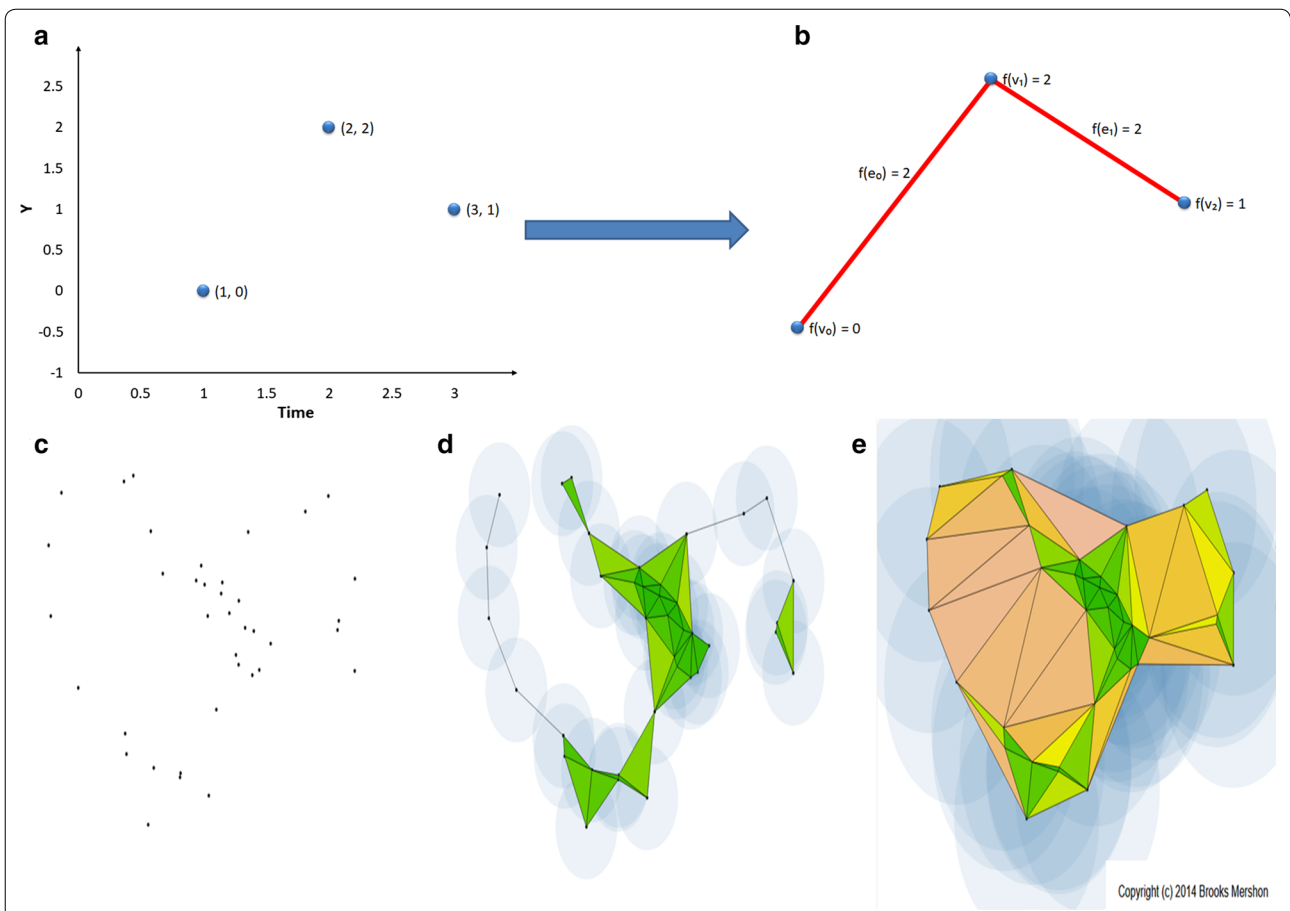 a
2.5
2
1.5
1
0.5
0
-0.5
-1
Y
0 0.5 1 1.5 2 2.5 3
Time
(2, 2)
(3, 1)
(1, 0)
b
f(v₁) = 2
f(e₁) = 2
f(e₀) = 2
f(v₂) = 1
f(v₀) = 0
c
d
e
Copyright (c) 2014 Brooks Mershon